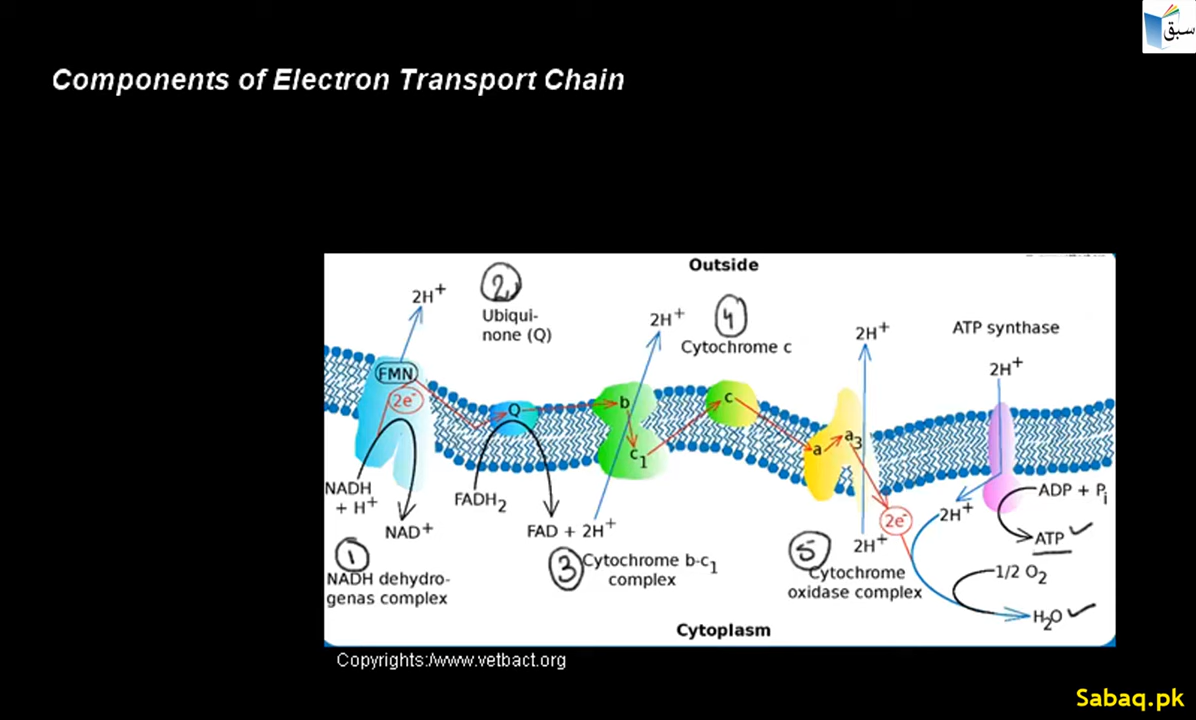 سبق
Components of Electron Transport Chain
Outside
2H+
2
Ubiqui-
none (Q)
2H+
4
Cytochrome c
2H+
ATP synthase
2H+
FMN
2e-
Q
b
c1
c
a
a3
NADH
+ H+
NAD+
FADH2
FAD + 2H+
2e-
2H+
2H+
ADP + Pi
ATP
1
NADH dehydro-
genas complex
3
Cytochrome b-c1
complex
5
Cytochrome
oxidase complex
1/2 O2
H2O
Cytoplasm
Copyrights:/www.vetbact.org
Sabaq.pk